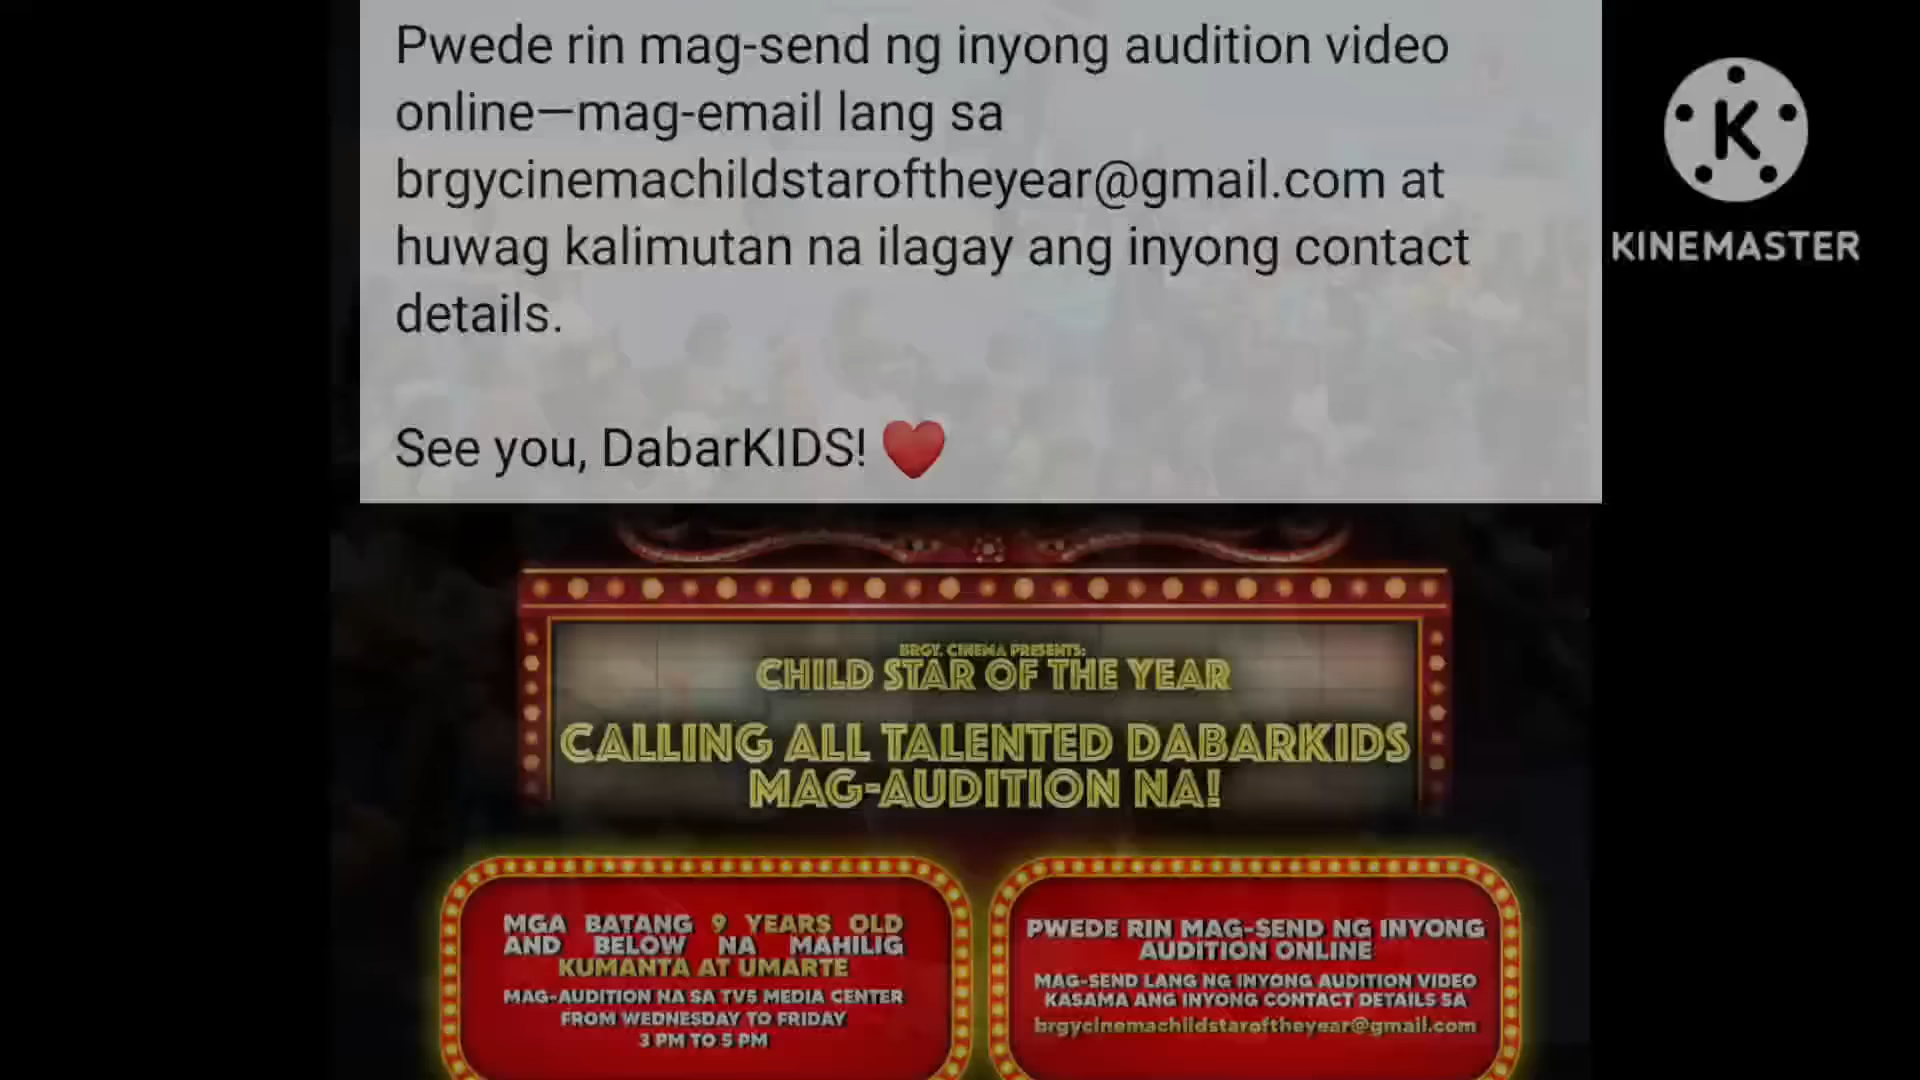 Pwede rin mag-send ng inyong audition video
online—mag-email lang sa
brgycinemachildstaroftheyear@gmail.com at
huwag kalimutan na ilagay ang inyong contact
details.
See you, DabarKIDS! ❤️
K
KINEMASTER
BRGY. CINEMA PRESENTS:
CHILD STAR OF THE YEAR
CALLING ALL TALENTED DABARKIDS
MAG-AUDITION NA!
MGA BATANG 9 YEARS OLD
AND BELOW NA MAHILIG
KUMANTA AT UMARTE
MAG-AUDITION NA SA TV5 MEDIA CENTER
FROM WEDNESDAY TO FRIDAY
3 PM TO 5 PM
PWEDE RIN MAG-SEND NG INYONG
AUDITION ONLINE
MAG-SEND LANG NG INYONG AUDITION VIDEO
KASAMA ANG INYONG CONTACT DETAILS SA
brgycinemachildstaroftheyear@gmail.com